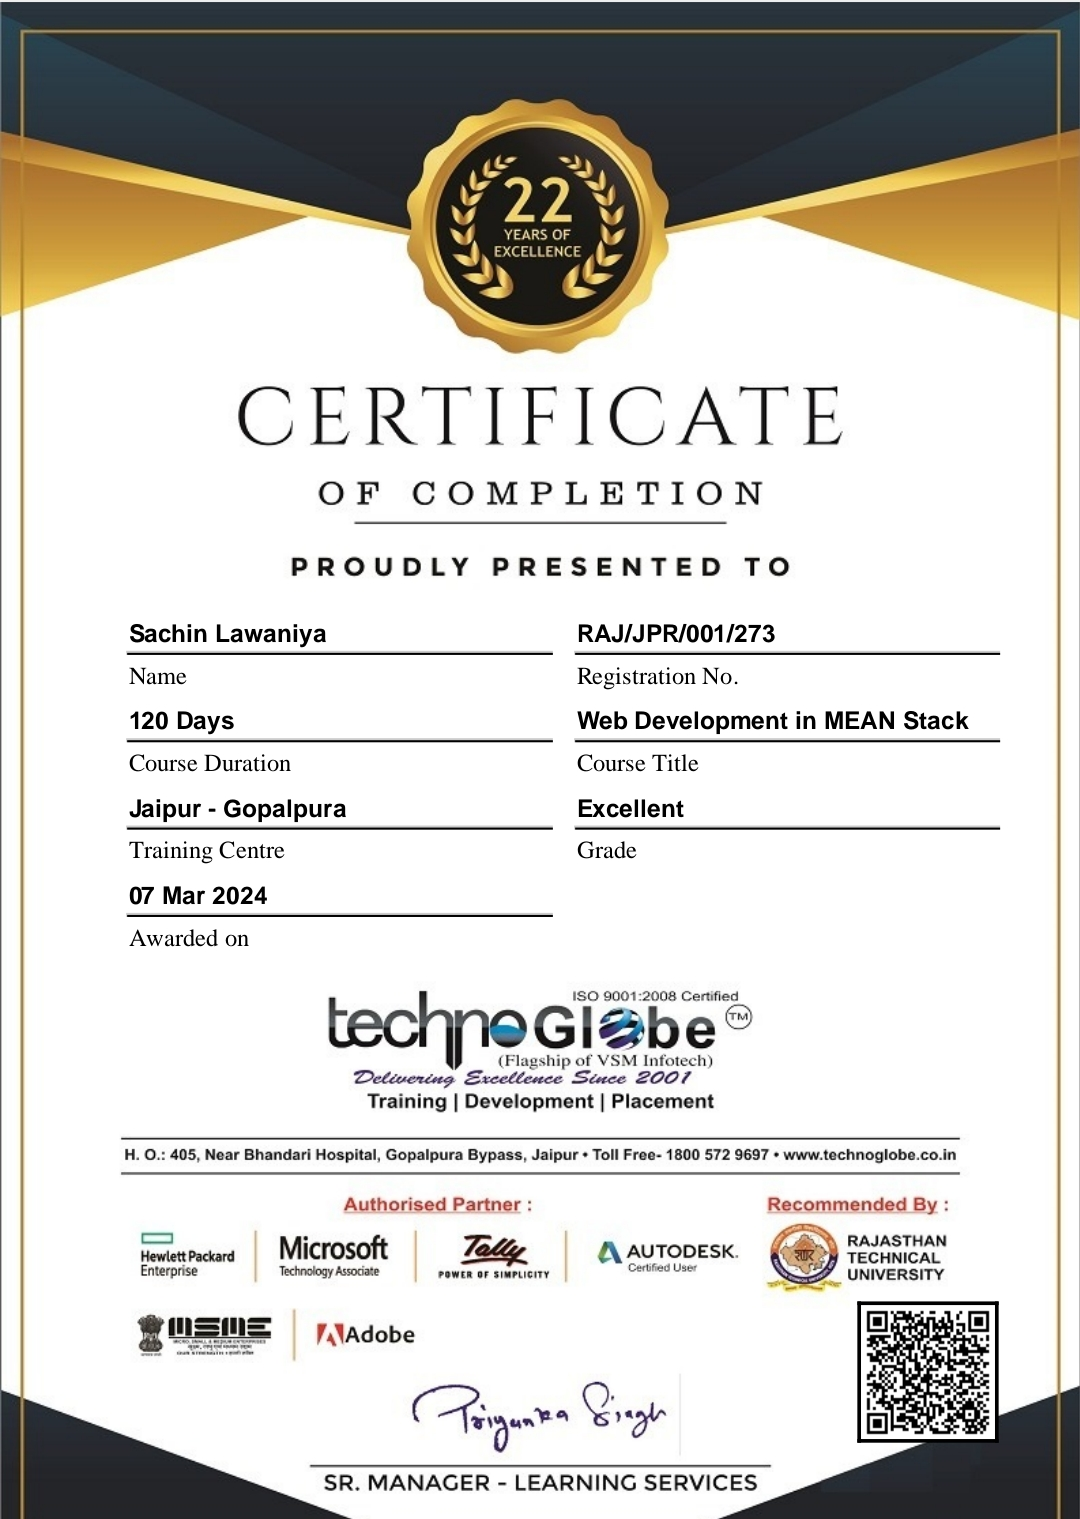 22
YEARS OF
EXCELLENCE
CERTIFICATE
OF COMPLETION
PROUDLY PRESENTED TO
Sachin Lawaniya
Name
RAJ/JPR/001/273
Registration No.
120 Days
Course Duration
Web Development in MEAN Stack
Course Title
Jaipur - Gopalpura
Training Centre
Excellent
Grade
07 Mar 2024
Awarded on
ISO 9001:2008 Certified
technoGlobe TM
(Flagship of VSM Infotech)
Delivering Excellence Since 2001
Training | Development | Placement
H. O.: 405, Near Bhandari Hospital, Gopalpura Bypass, Jaipur • Toll Free- 1800 572 9697 • www.technoglobe.co.in
Authorised Partner :
Recommended By :
Hewlett Packard
Enterprise
Microsoft
Technology Associate
Tally
POWER OF SIMPLICITY
AUTODESK.
Certified User
RAJASTHAN
TECHNICAL
UNIVERSITY
MSME
MICRO, SMALL & MEDIUM ENTERPRISES
Adobe
Priyanka Singh
SR. MANAGER - LEARNING SERVICES